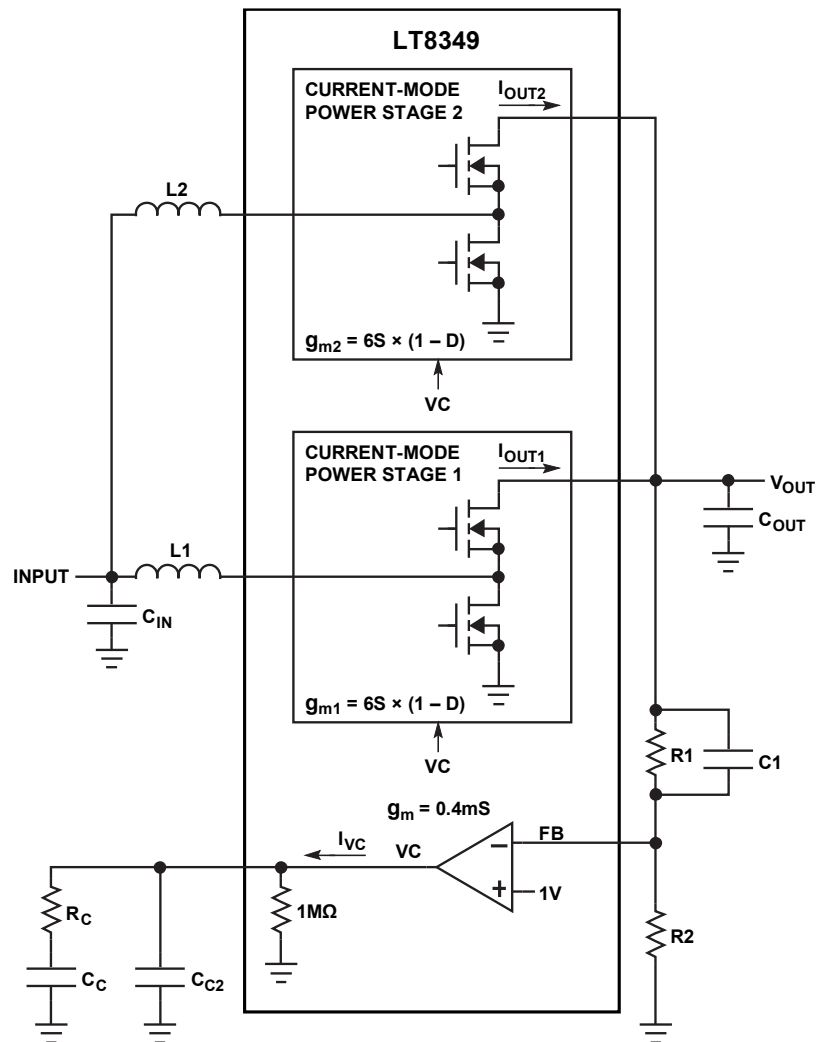 LT8349
CURRENT-MODE
POWER STAGE 2
IOUT2
L2
gm2 = 6S × (1 – D)
VC
CURRENT-MODE
POWER STAGE 1
IOUT1
VOUT
COUT
L1
INPUT
CIN
gm1 = 6S × (1 – D)
VC
R1
C1
gm = 0.4mS
IVC
VC
FB
–
+
1V
RC
1MΩ
R2
CC
CC2